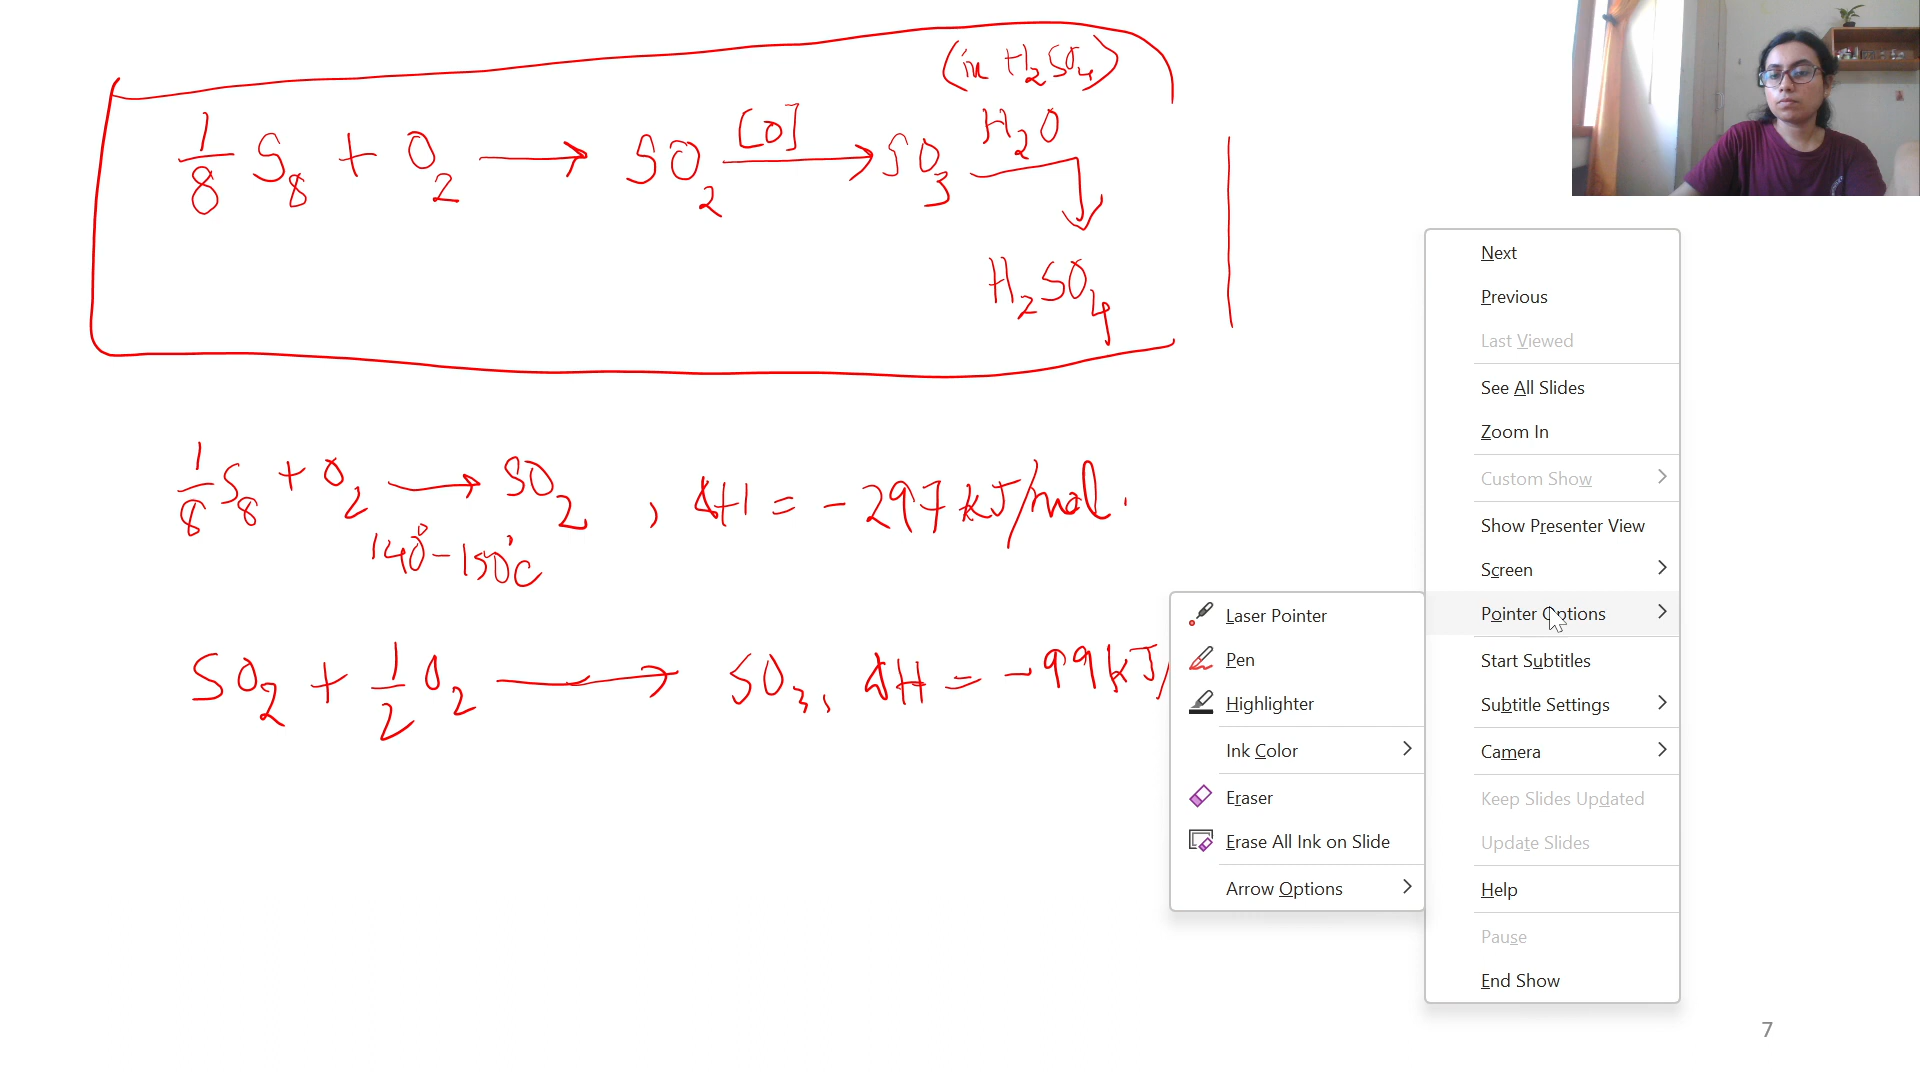 (in H₂SO₄)
1/8 S₈ + O₂ ⟶ SO₂ [O]⟶ SO₃ H₂O
H₂SO₄
1/8 S₈ + O₂ ⟶ SO₂ , ΔH = -297 kJ/mol.
140°-150°C
SO₂ + 1/2 O₂ ⟶ SO₃, ΔH = -99 kJ/
Laser Pointer
Pen
Highlighter
Ink Color
Eraser
Erase All Ink on Slide
Arrow Options
Next
Previous
Last Viewed
See All Slides
Zoom In
Custom Show
Show Presenter View
Screen
Pointer Options
Start Subtitles
Subtitle Settings
Camera
Keep Slides Updated
Update Slides
Help
Pause
End Show
7